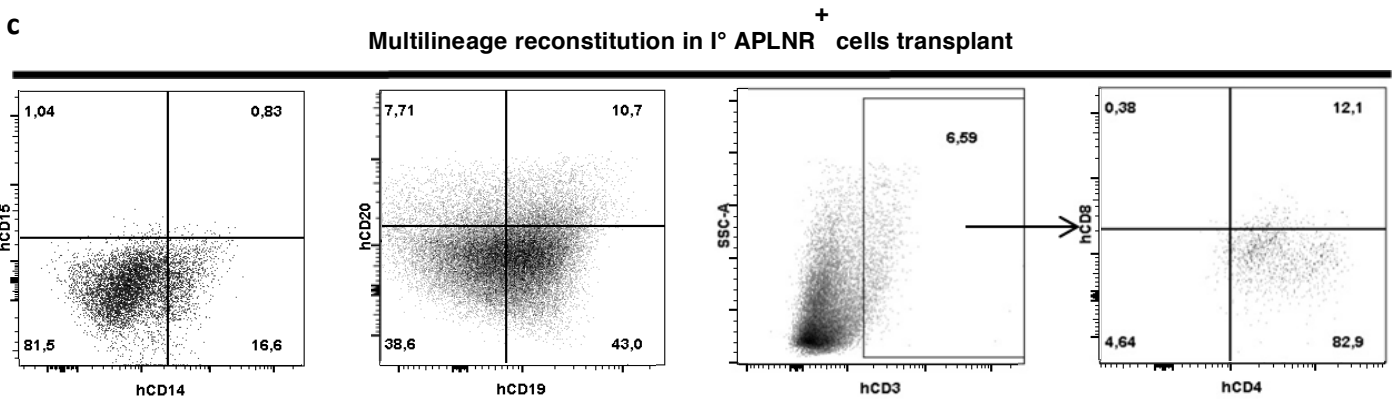 c
Multilineage reconstitution in I° APLNR+ cells transplant
1,04
0,83
81,5
16,6
hCD15
hCD14
7,71
10,7
38,6
43,0
hCD20
hCD19
6,59
SSC-A
hCD3
0,38
12,1
4,64
82,9
hCD8
hCD4